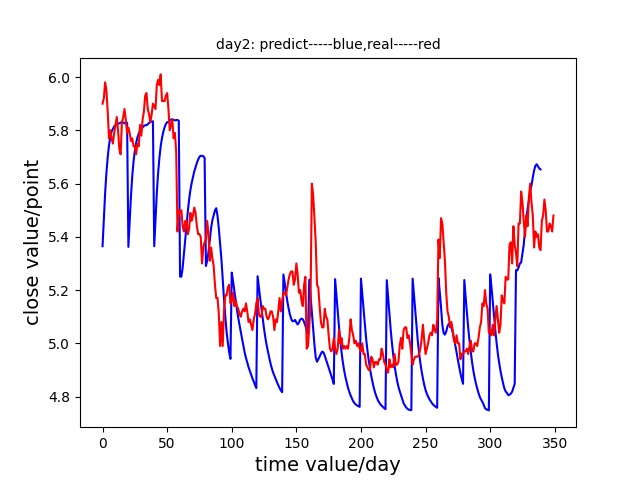 day2: predict-----blue,real-----red
6.0
5.8
5.6
5.4
5.2
5.0
4.8
close value/point
0 50 100 150 200 250 300 350
time value/day